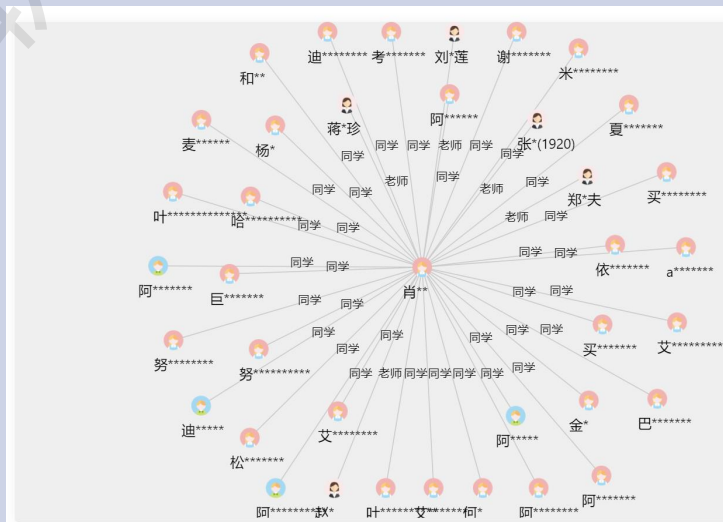 迪******** 考******* 刘*莲 谢*******
米********
和**
阿******
蒋*珍
夏*******
张*(1920)
麦******
杨*
同学 同学 老师 同学
同学
同学
同学
老师
同学
老师
郑*夫
买********
同学
同学
叶**************
哈**********
同学
同学
老师
同学
依*******
a*******
同学
同学
同学
同学
阿*******
巨*******
肖**
同学
同学
同学
同学
买*******
艾*********
同学
同学
同学
同学
同学
努********
努**********
同学
同学
同学 老师 同学 同学 同学 同学
迪*****
艾********
阿*****
金*
巴*******
松*******
阿*********
赵*
叶********
艾********
何*
阿********
阿*******